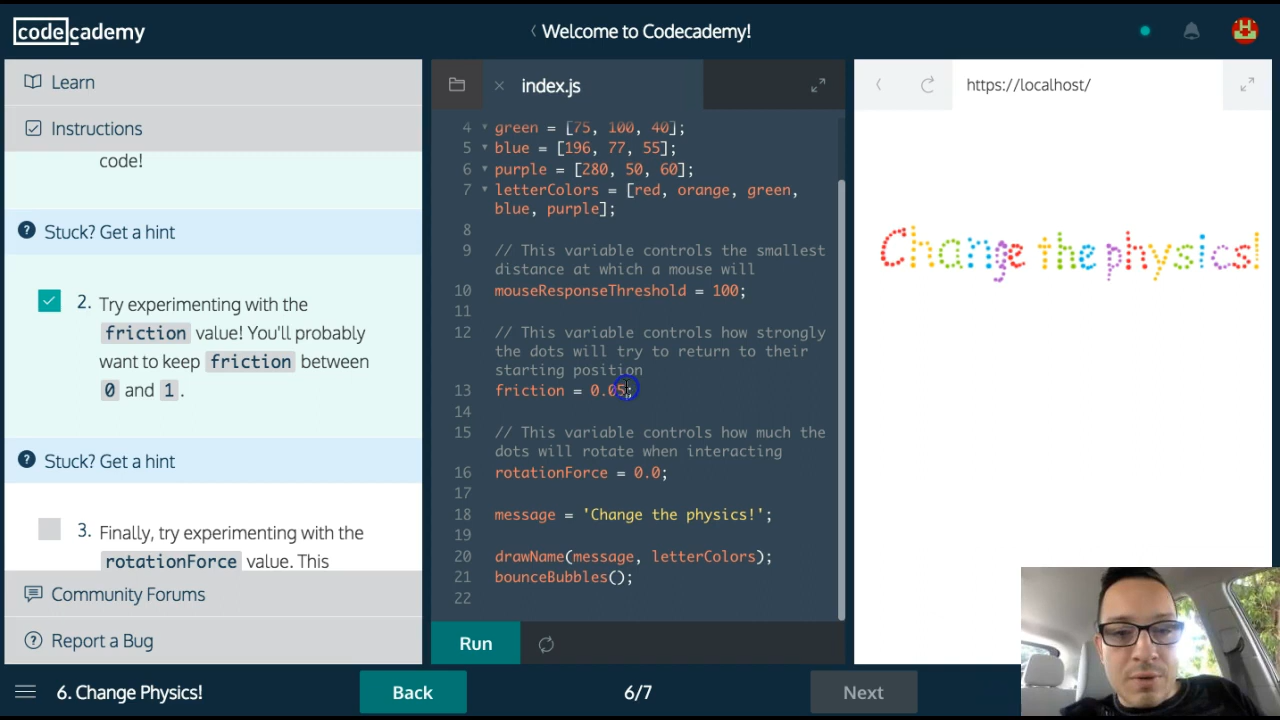 codecademy
Welcome to Codecademy!
Learn
Instructions
code!
Stuck? Get a hint
2. Try experimenting with the
friction value! You'll probably
want to keep friction between
0 and 1.
Stuck? Get a hint
3. Finally, try experimenting with the
rotationForce value. This
Community Forums
Report a Bug
index.js
4 green = [75, 100, 40];
5 blue = [196, 77, 55];
6 purple = [280, 50, 60];
7 letterColors = [red, orange, green,
blue, purple];
8
9 // This variable controls the smallest
distance at which a mouse will
10 mouseResponseThreshold = 100;
11
12 // This variable controls how strongly
the dots will try to return to their
starting position
13 friction = 0.05;
14
15 // This variable controls how much the
dots will rotate when interacting
16 rotationForce = 0.0;
17
18 message = 'Change the physics!';
19
20 drawName(message, letterColors);
21 bounceBubbles();
22
Run
https://localhost/
Change the physics!
6. Change Physics!
Back
6/7
Next